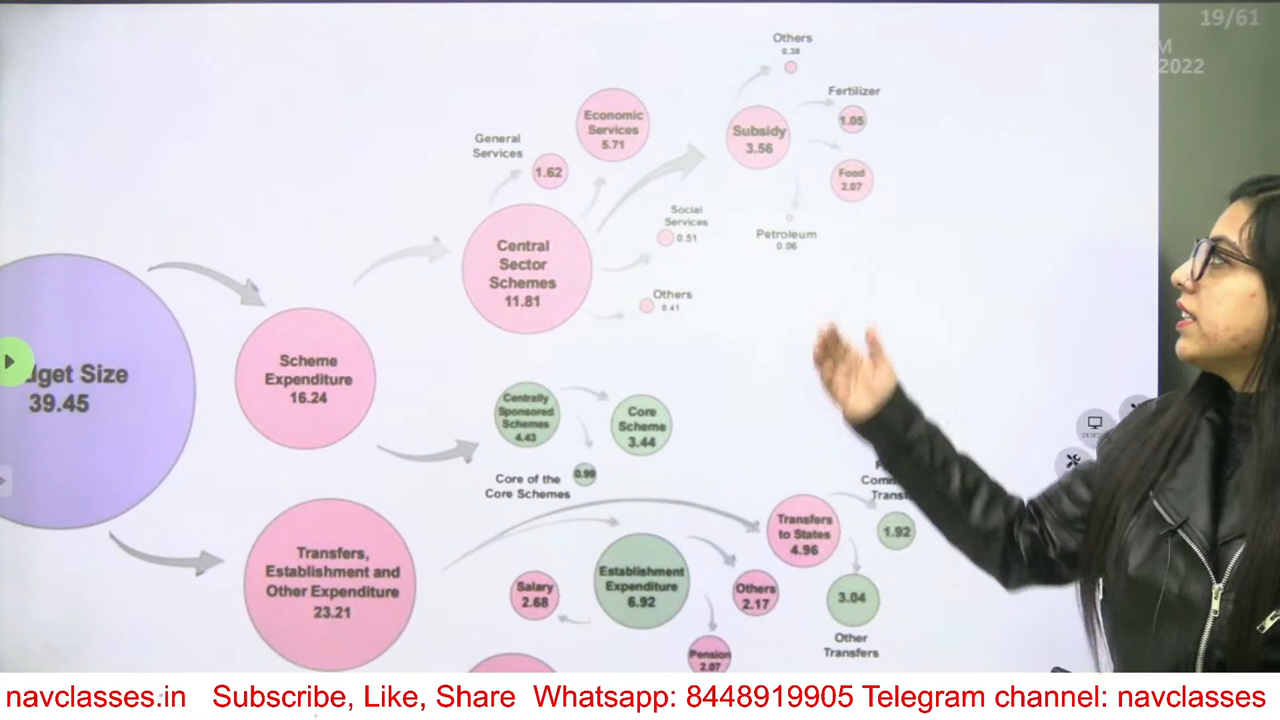 19/61
M
2022
Others
0.38
Fertilizer
1.05
Economic
Services
5.71
General
Services
1.62
Subsidy
3.56
Food
2.07
Social
Services
0.51
Petroleum
0.06
Central
Sector
Schemes
11.81
Others
0.41
dget Size
39.45
Scheme
Expenditure
16.24
Centrally
Sponsored
Schemes
4.43
Core
Scheme
3.44
Core of the
Core Schemes
0.99
Com
Transf
Transfers
to States
4.96
1.92
Transfers,
Establishment and
Other Expenditure
23.21
Establishment
Expenditure
6.92
Salary
2.68
Others
2.17
3.04
Other
Transfers
Pension
2.07
navclasses.in Subscribe, Like, Share Whatsapp: 8448919905 Telegram channel: navclasses